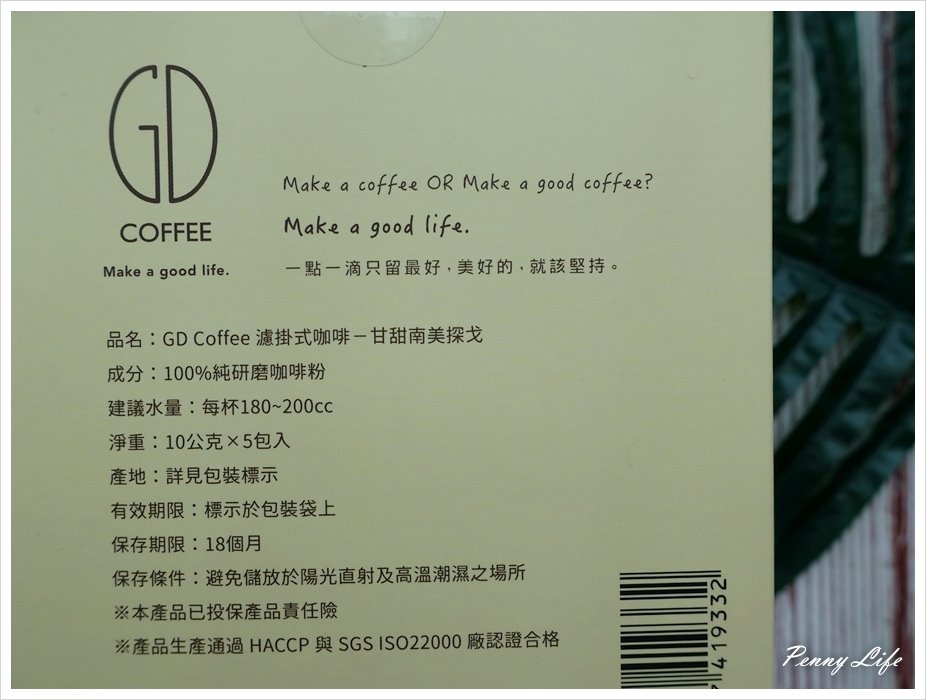 GD
COFFEE
Make a good life.
Make a coffee OR Make a good coffee?
Make a good life.
一點一滴只留最好，美好的，就該堅持。
品名：GD Coffee 濾掛式咖啡－甘甜南美探戈
成分：100%純研磨咖啡粉
建議水量：每杯180~200cc
淨重：10公克×5包入
產地：詳見包裝標示
有效期限：標示於包裝袋上
保存期限：18個月
保存條件：避免儲放於陽光直射及高溫潮濕之場所
※本產品已投保產品責任險
※產品生產通過 HACCP 與 SGS ISO22000 廠認證合格
419332
Penny Life